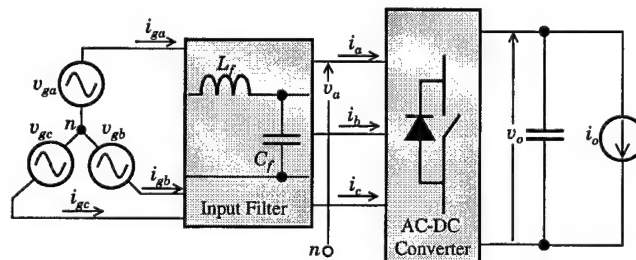 i_ga
i_a
L_f
v_ga
v_a
v_gc
n
v_gb
i_b
v_o
i_o
C_f
i_gb
i_c
i_gc
Input Filter
AC-DC
Converter
n